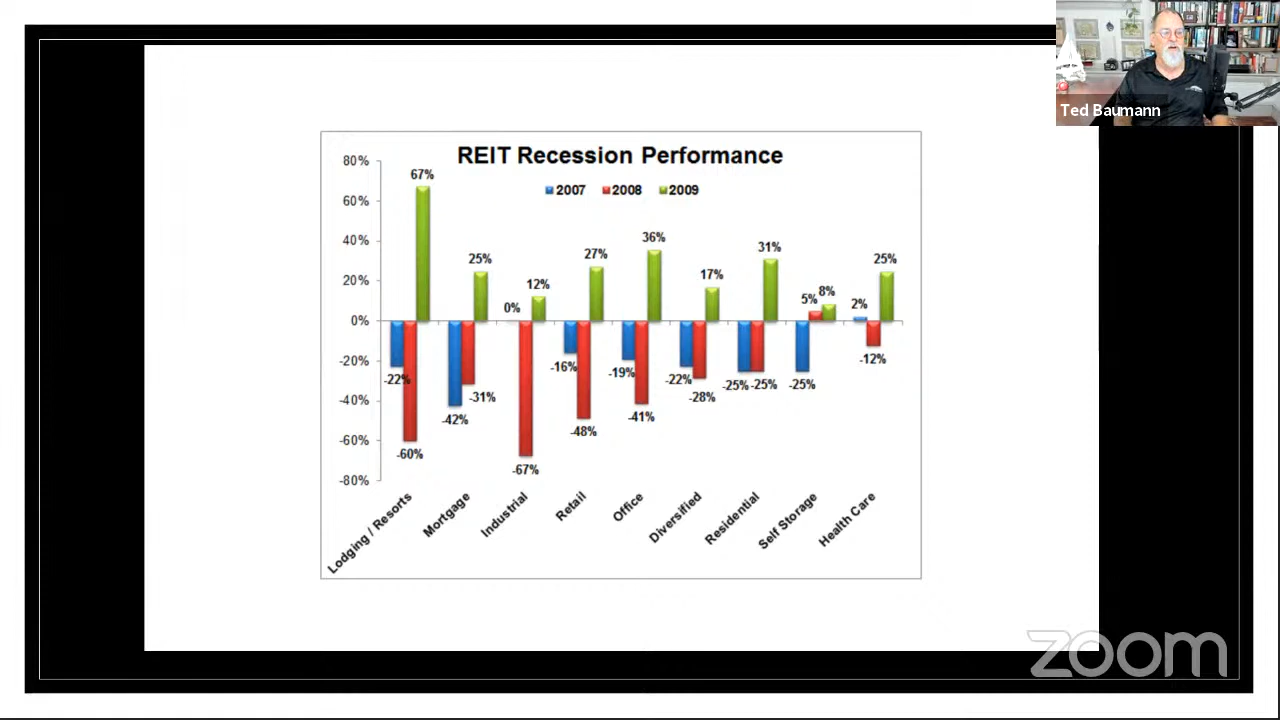 Ted Baumann
REIT Recession Performance
2007 2008 2009
80%
60%
40%
20%
0%
-20%
-40%
-60%
-80%
-22% -60% 67%
-42% -31% 25%
0% -67% 12%
-16% -48% 27%
-19% -41% 36%
-22% -28% 17%
-25% -25% 31%
-25% 5% 8%
2% -12% 25%
Lodging / Resorts
Mortgage
Industrial
Retail
Office
Diversified
Residential
Self Storage
Health Care
zoom